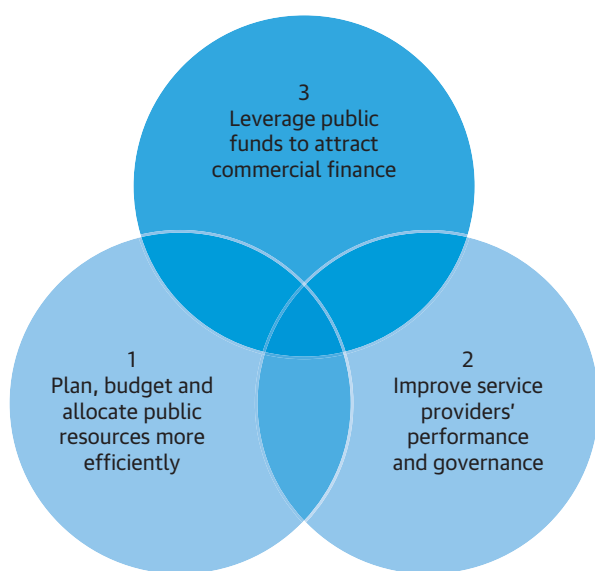 3
Leverage public
funds to attract
commercial finance
1
Plan, budget and
allocate public
resources more
efficiently
2
Improve service
providers’
performance
and governance